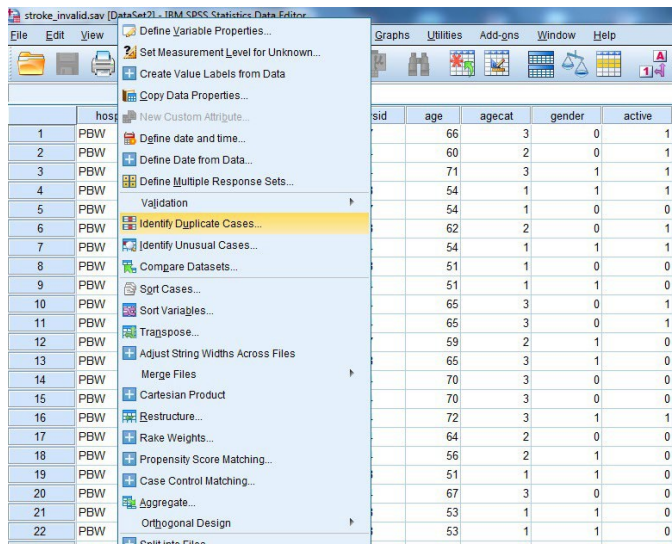 stroke_invalid.sav [DataSet2] - IBM SPSS Statistics Data Editor
File Edit View Graphs Utilities Add-ons Window Help
Define Variable Properties...
Set Measurement Level for Unknown...
Create Value Labels from Data
Copy Data Properties...
New Custom Attribute...
Define date and time...
Define Date from Data...
Define Multiple Response Sets...
Validation
Identify Duplicate Cases...
Identify Unusual Cases...
Compare Datasets...
Sort Cases...
Sort Variables...
Transpose...
Adjust String Widths Across Files
Merge Files
Cartesian Product
Restructure...
Rake Weights...
Propensity Score Matching...
Case Control Matching...
Aggregate...
Orthogonal Design
Split into Files
hosp sid age agecat gender active
1 PBW 66 3 0 1
2 PBW 60 2 0 1
3 PBW 71 3 1 1
4 PBW 54 1 1 1
5 PBW 54 1 0 0
6 PBW 62 2 0 1
7 PBW 54 1 1 1
8 PBW 51 1 0 0
9 PBW 51 1 1 0
10 PBW 65 3 0 1
11 PBW 65 3 0 1
12 PBW 59 2 1 0
13 PBW 65 3 1 0
14 PBW 70 3 0 0
15 PBW 70 3 0 0
16 PBW 72 3 1 1
17 PBW 64 2 0 0
18 PBW 56 2 1 0
19 PBW 51 1 1 0
20 PBW 67 3 0 0
21 PBW 53 1 1 0
22 PBW 53 1 1 0